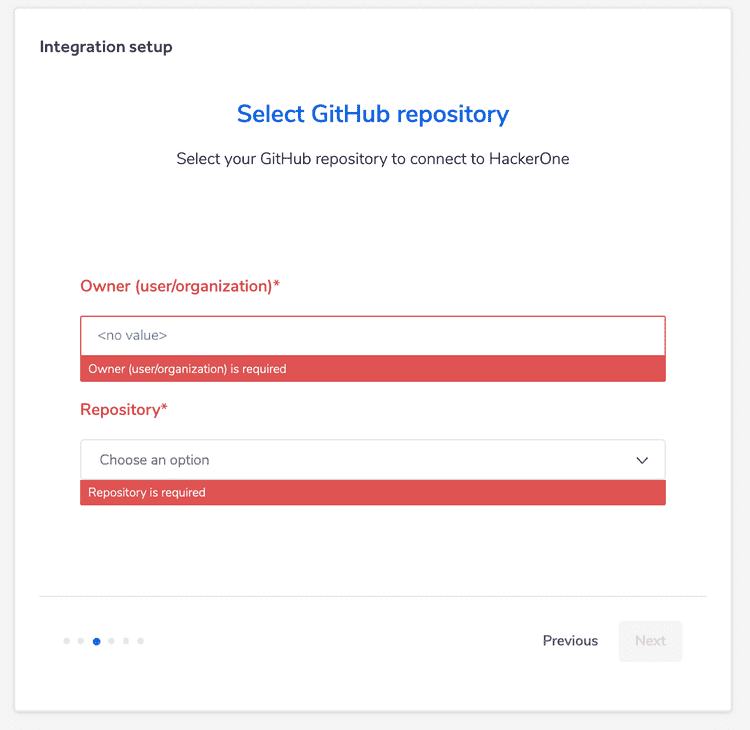 Integration setup
Select GitHub repository
Select your GitHub repository to connect to HackerOne
Owner (user/organization)*
<no value>
Owner (user/organization) is required
Repository*
Choose an option
Repository is required
Previous
Next